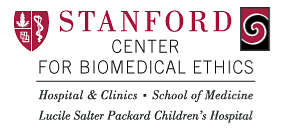 STANFORD
CENTER
FOR BIOMEDICAL ETHICS
Hospital & Clinics ▪ School of Medicine
Lucile Salter Packard Children's Hospital